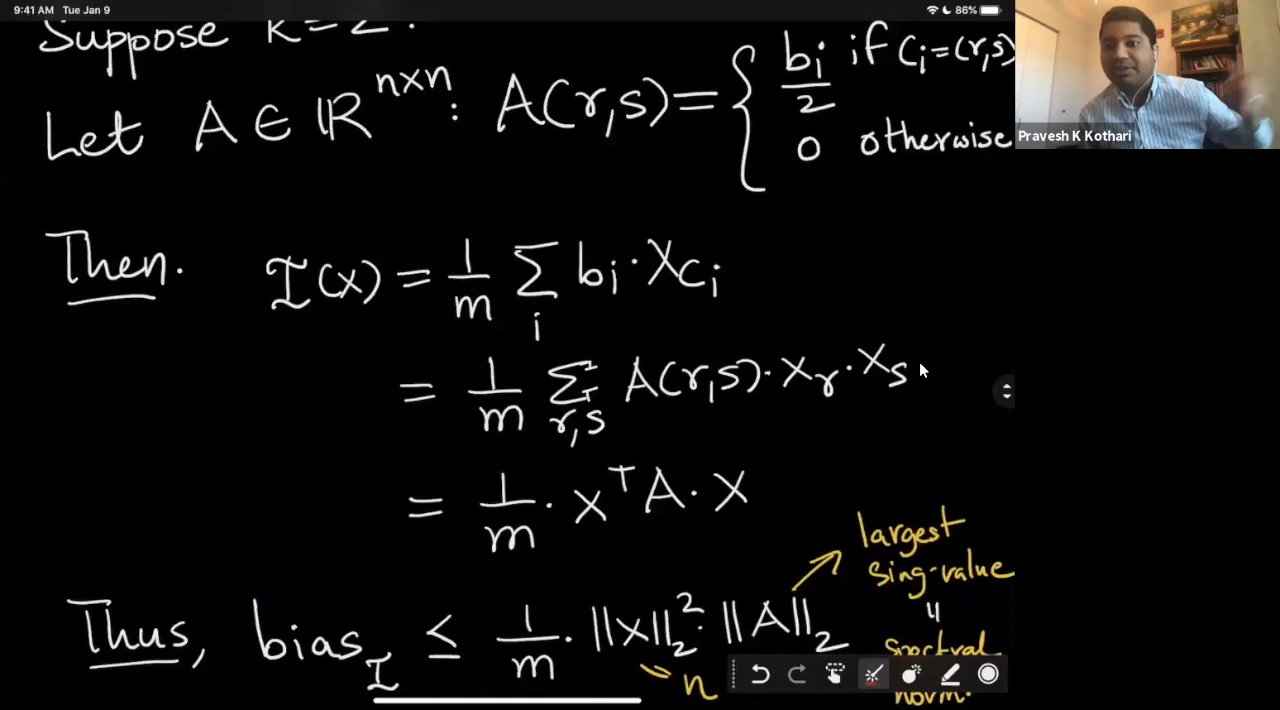 9:41 AM Tue Jan 9
86%
Suppose K=2.
Let A ∈ ℝ^{n×n} : A(r,s) = { b_i/2 if C_i=(r,s)
0 otherwise
Pravesh K Kothari
Then. I(x) = 1/m Σ_i b_i · x_{C_i}
= 1/m Σ_{r,s} A(r,s) · x_r · x_s
= 1/m · x^T A · x
largest
sing-value
"
spectral
norm.
Thus, bias_I ≤ 1/m · ||x||_2^2 · ||A||_2
= n